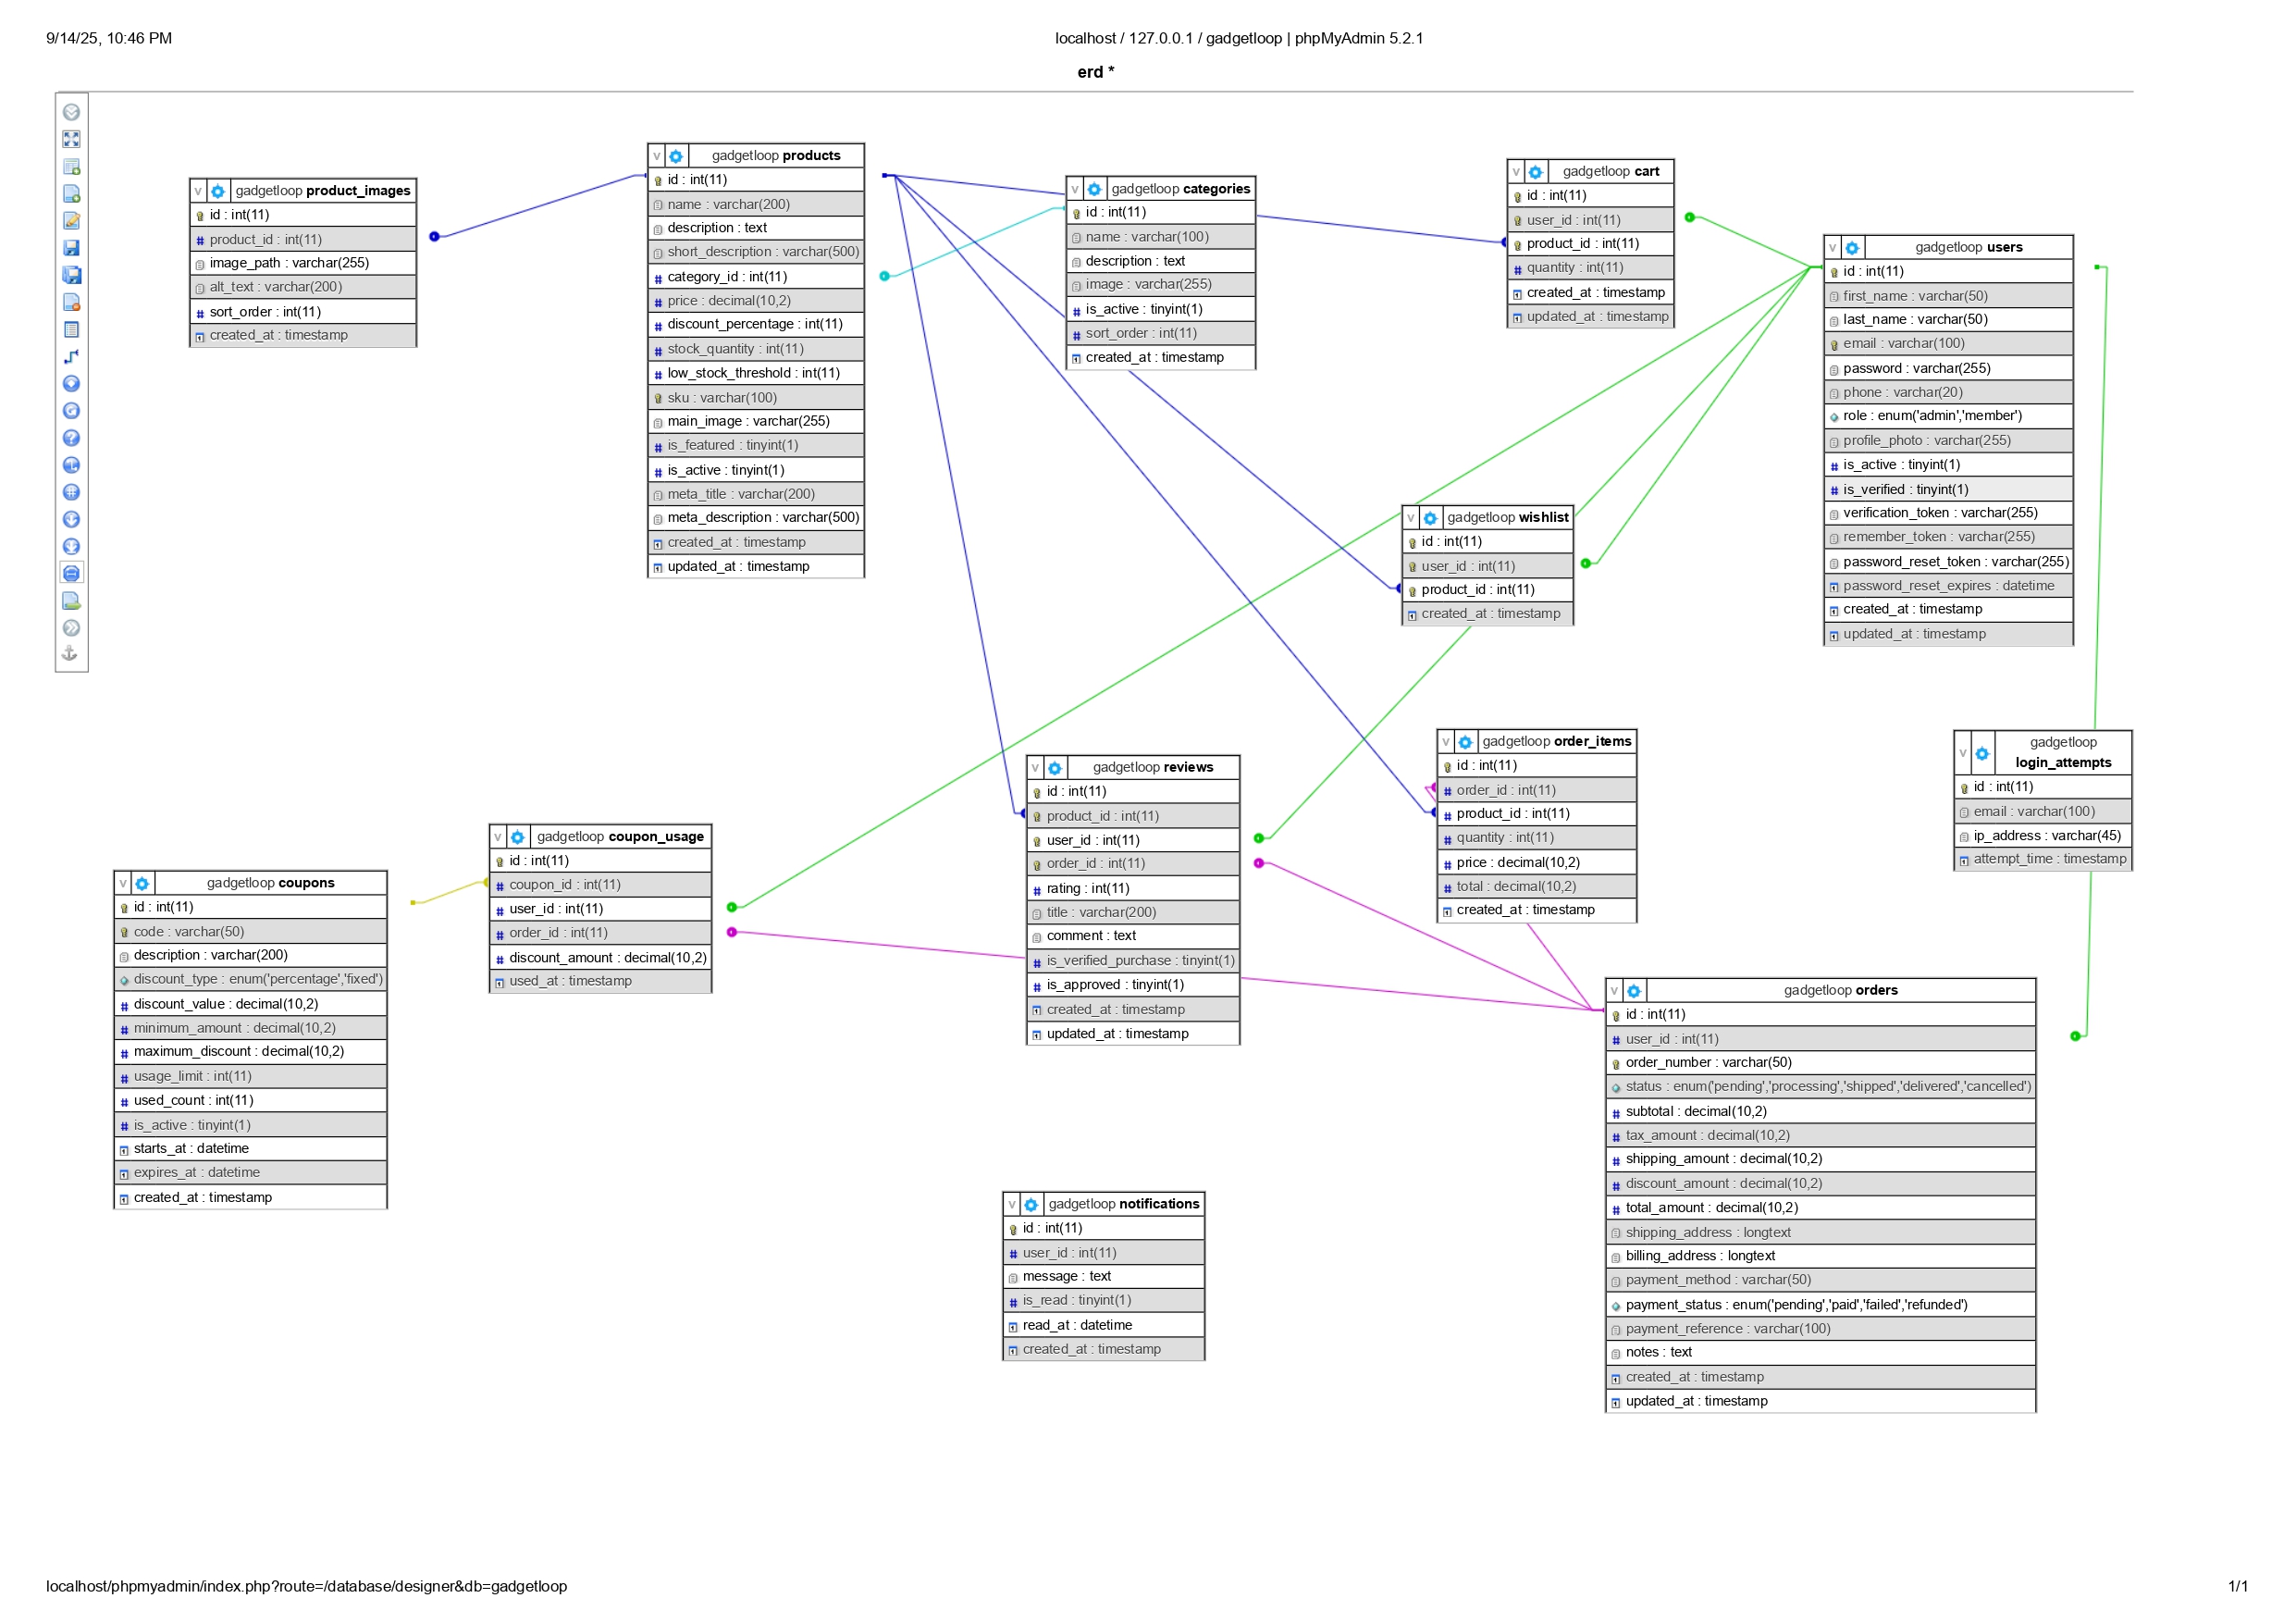 9/14/25, 10:46 PM
localhost / 127.0.0.1 / gadgetloop | phpMyAdmin 5.2.1
erd *
v gadgetloop product_images
id : int(11)
product_id : int(11)
image_path : varchar(255)
alt_text : varchar(200)
sort_order : int(11)
created_at : timestamp
v gadgetloop products
id : int(11)
name : varchar(200)
description : text
short_description : varchar(500)
category_id : int(11)
price : decimal(10,2)
discount_percentage : int(11)
stock_quantity : int(11)
low_stock_threshold : int(11)
sku : varchar(100)
main_image : varchar(255)
is_featured : tinyint(1)
is_active : tinyint(1)
meta_title : varchar(200)
meta_description : varchar(500)
created_at : timestamp
updated_at : timestamp
v gadgetloop categories
id : int(11)
name : varchar(100)
description : text
image : varchar(255)
is_active : tinyint(1)
sort_order : int(11)
created_at : timestamp
v gadgetloop cart
id : int(11)
user_id : int(11)
product_id : int(11)
quantity : int(11)
created_at : timestamp
updated_at : timestamp
v gadgetloop users
id : int(11)
first_name : varchar(50)
last_name : varchar(50)
email : varchar(100)
password : varchar(255)
phone : varchar(20)
role : enum('admin','member')
profile_photo : varchar(255)
is_active : tinyint(1)
is_verified : tinyint(1)
verification_token : varchar(255)
remember_token : varchar(255)
password_reset_token : varchar(255)
password_reset_expires : datetime
created_at : timestamp
updated_at : timestamp
v gadgetloop wishlist
id : int(11)
user_id : int(11)
product_id : int(11)
created_at : timestamp
v gadgetloop order_items
id : int(11)
order_id : int(11)
product_id : int(11)
quantity : int(11)
price : decimal(10,2)
total : decimal(10,2)
created_at : timestamp
v gadgetloop
login_attempts
id : int(11)
email : varchar(100)
ip_address : varchar(45)
attempt_time : timestamp
v gadgetloop reviews
id : int(11)
product_id : int(11)
user_id : int(11)
order_id : int(11)
rating : int(11)
title : varchar(200)
comment : text
is_verified_purchase : tinyint(1)
is_approved : tinyint(1)
created_at : timestamp
updated_at : timestamp
v gadgetloop coupon_usage
id : int(11)
coupon_id : int(11)
user_id : int(11)
order_id : int(11)
discount_amount : decimal(10,2)
used_at : timestamp
v gadgetloop coupons
id : int(11)
code : varchar(50)
description : varchar(200)
discount_type : enum('percentage','fixed')
discount_value : decimal(10,2)
minimum_amount : decimal(10,2)
maximum_discount : decimal(10,2)
usage_limit : int(11)
used_count : int(11)
is_active : tinyint(1)
starts_at : datetime
expires_at : datetime
created_at : timestamp
v gadgetloop orders
id : int(11)
user_id : int(11)
order_number : varchar(50)
status : enum('pending','processing','shipped','delivered','cancelled')
subtotal : decimal(10,2)
tax_amount : decimal(10,2)
shipping_amount : decimal(10,2)
discount_amount : decimal(10,2)
total_amount : decimal(10,2)
shipping_address : longtext
billing_address : longtext
payment_method : varchar(50)
payment_status : enum('pending','paid','failed','refunded')
payment_reference : varchar(100)
notes : text
created_at : timestamp
updated_at : timestamp
v gadgetloop notifications
id : int(11)
user_id : int(11)
message : text
is_read : tinyint(1)
read_at : datetime
created_at : timestamp
localhost/phpmyadmin/index.php?route=/database/designer&db=gadgetloop
1/1